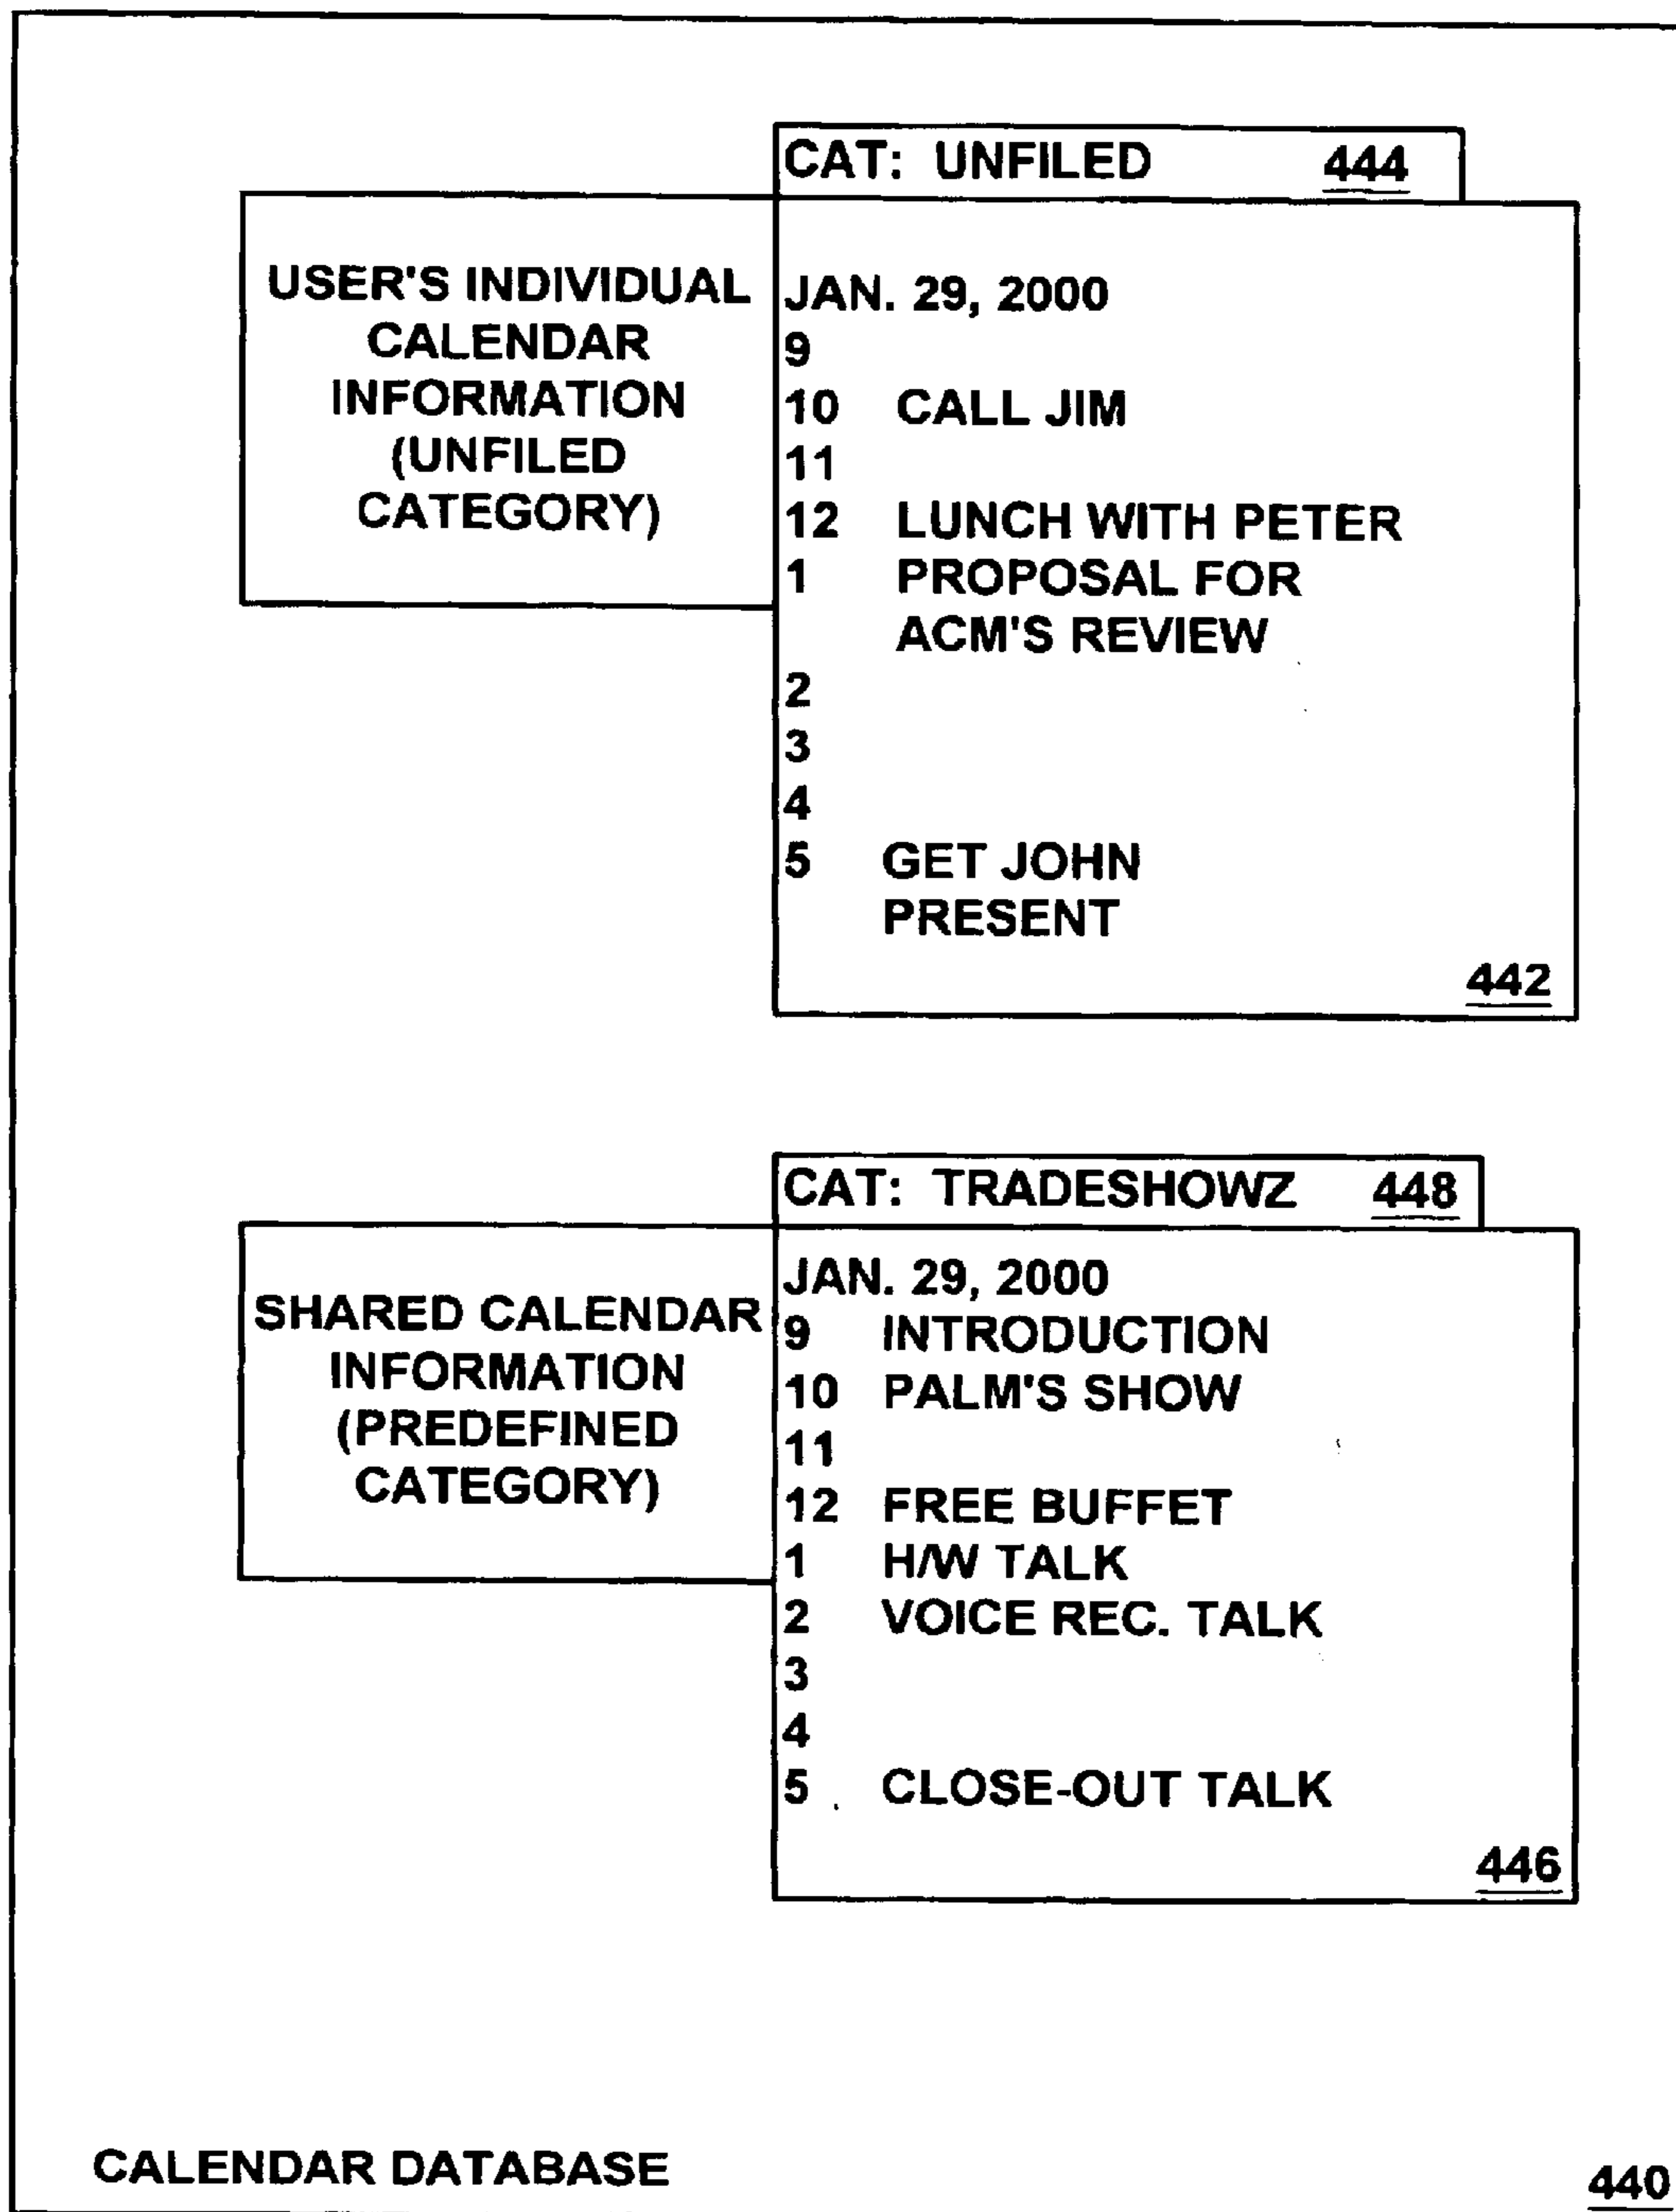 CAT: UNFILED 444
USER'S INDIVIDUAL
CALENDAR
INFORMATION
(UNFILED
CATEGORY)
JAN. 29, 2000
9
10 CALL JIM
11
12 LUNCH WITH PETER
1 PROPOSAL FOR
ACM'S REVIEW
2
3
4
5 GET JOHN
PRESENT
442
CAT: TRADESHOWZ 448
SHARED CALENDAR
INFORMATION
(PREDEFINED
CATEGORY)
JAN. 29, 2000
9 INTRODUCTION
10 PALM'S SHOW
11
12 FREE BUFFET
1 H/W TALK
2 VOICE REC. TALK
3
4
5 CLOSE-OUT TALK
446
CALENDAR DATABASE 440